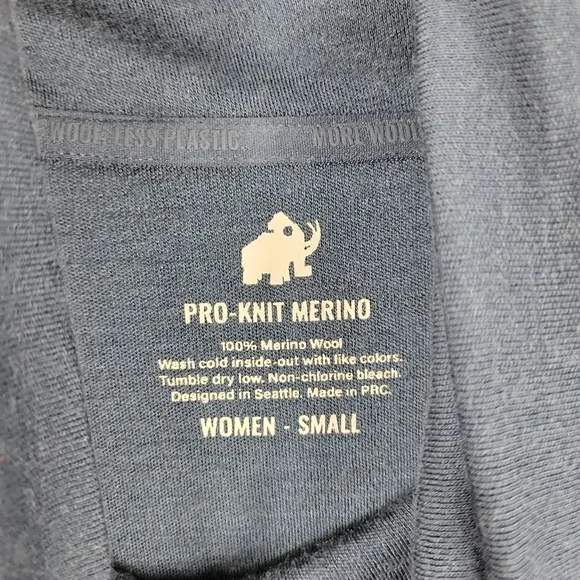 WOOL. LESS PLASTIC. MORE WOOL
PRO-KNIT MERINO
100% Merino Wool
Wash cold inside-out with like colors.
Tumble dry low. Non-chlorine bleach.
Designed in Seattle. Made in PRC.
WOMEN - SMALL